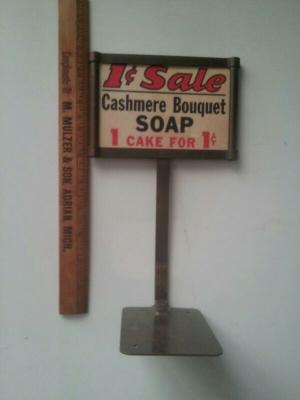 1¢ Sale
Cashmere Bouquet
SOAP
1 CAKE FOR 1¢
M. MULZER & SON, ADRIAN, MICH.